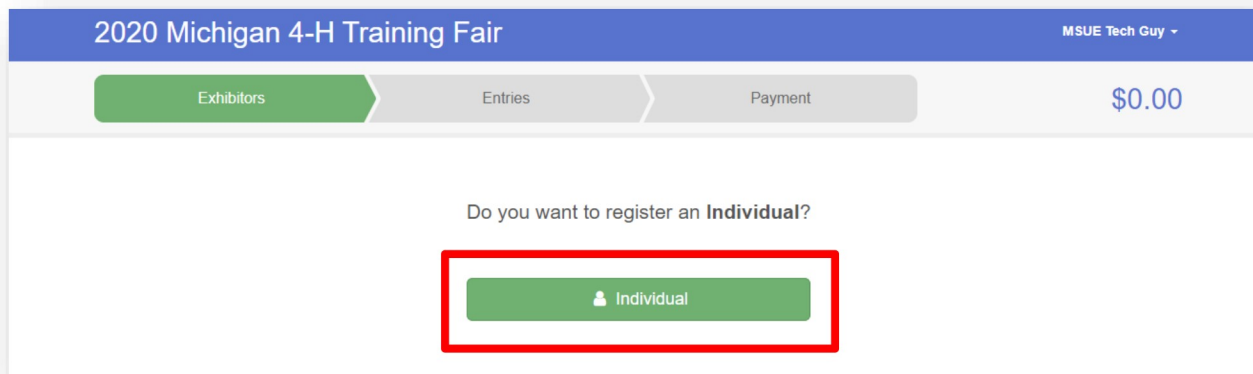 2020 Michigan 4-H Training Fair
MSUE Tech Guy
Exhibitors
Entries
Payment
$0.00
Do you want to register an Individual?
Individual